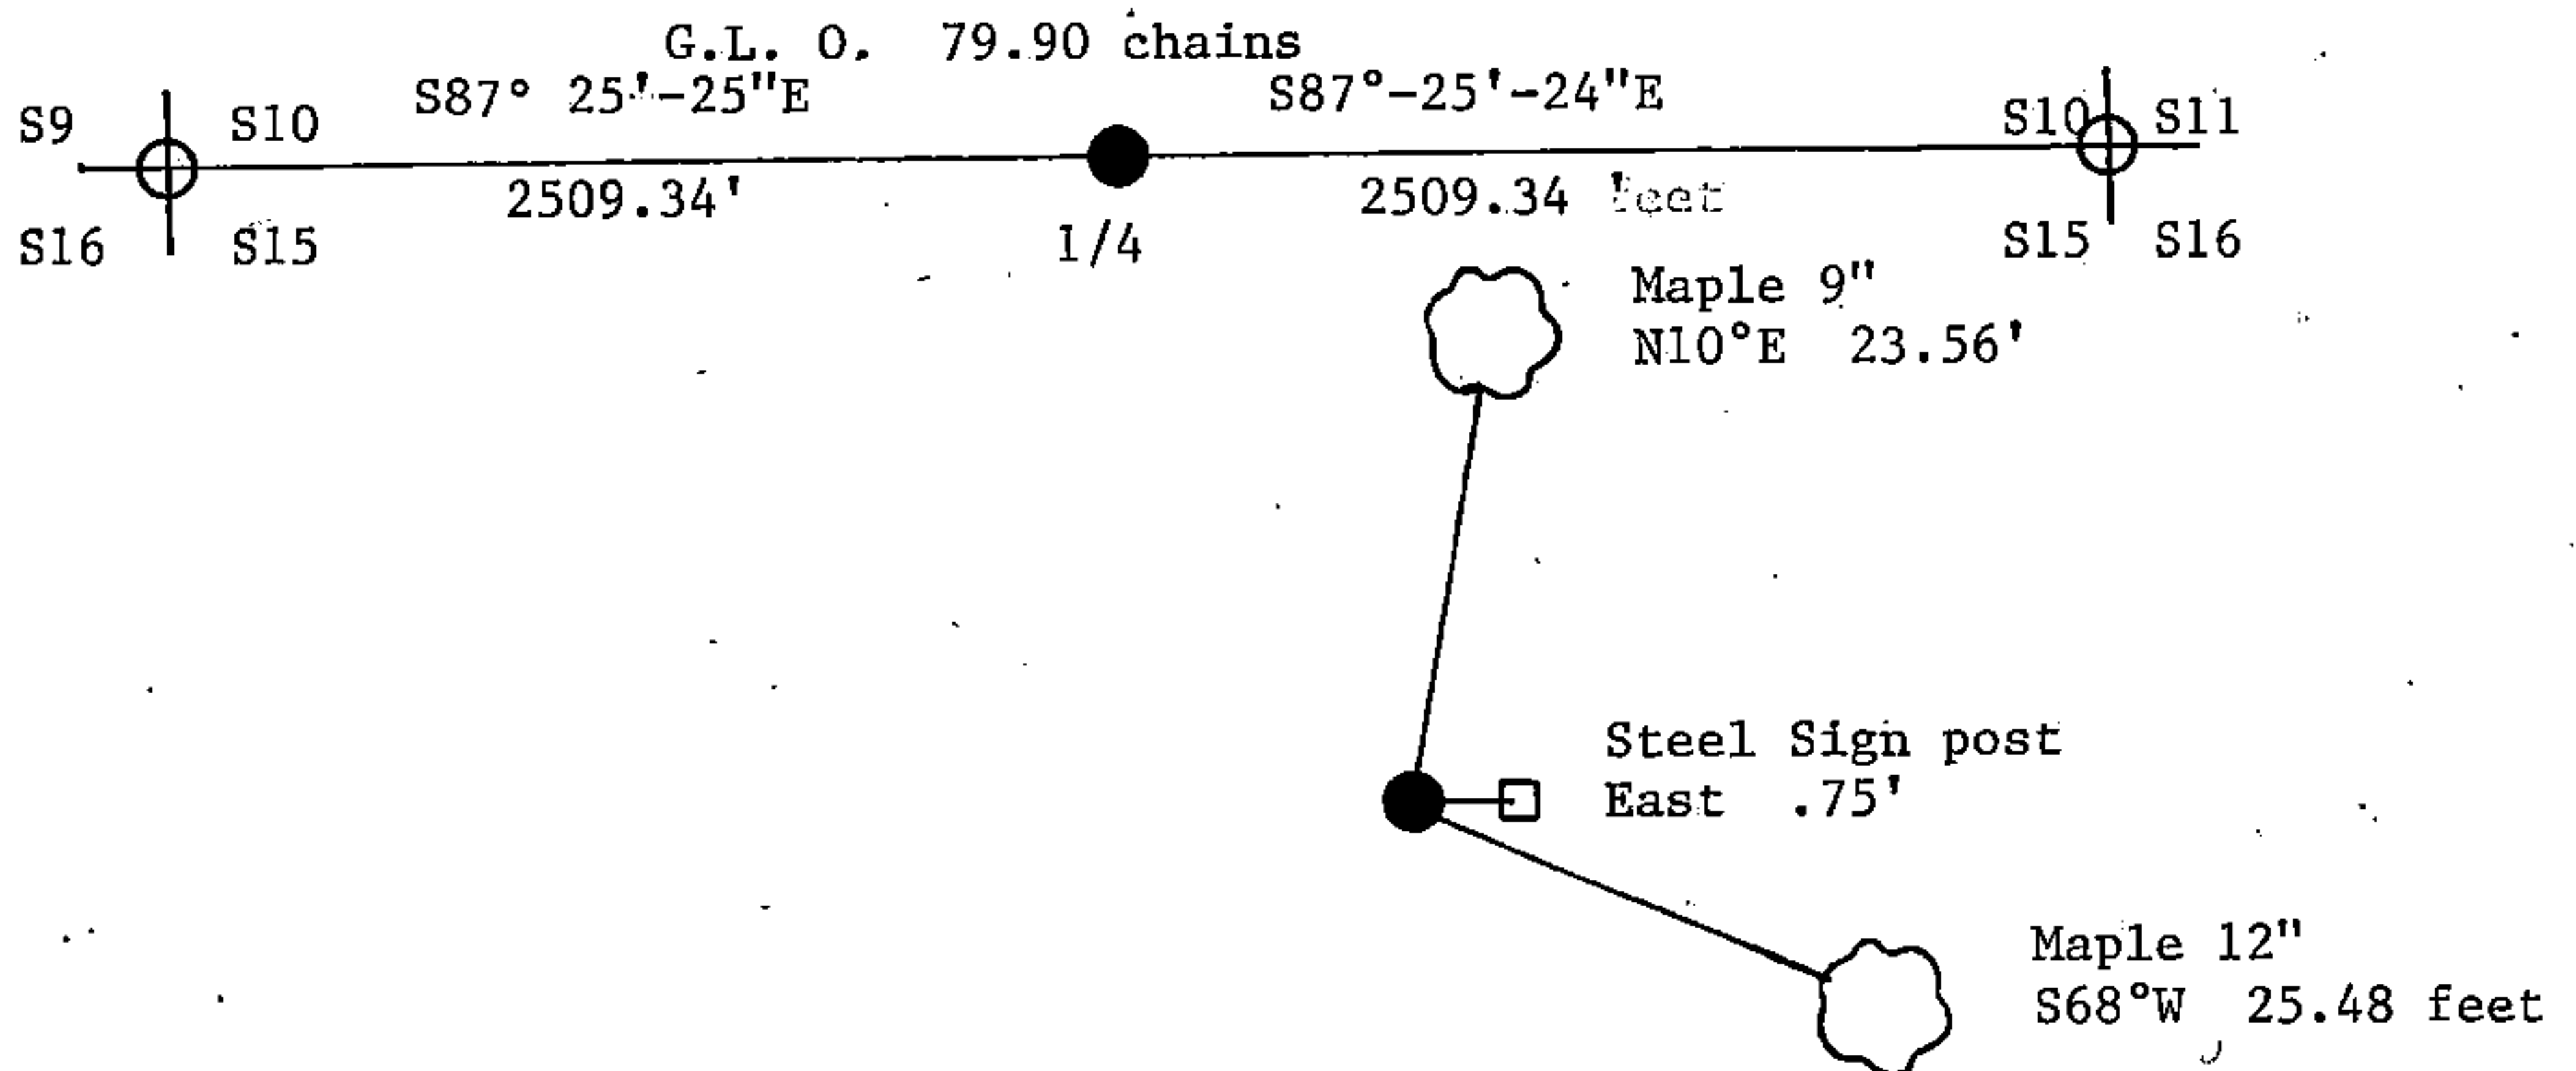 G.L. O. 79.90 chains
S87° 25'-25"E S87°-25'-24"E
S9 S10 S10 S11
2509.34' 2509.34 feet
S16 S15 1/4 S15 S16
Maple 9"
N10°E 23.56'
Steel Sign post
East .75'
Maple 12"
S68°W 25.48 feet